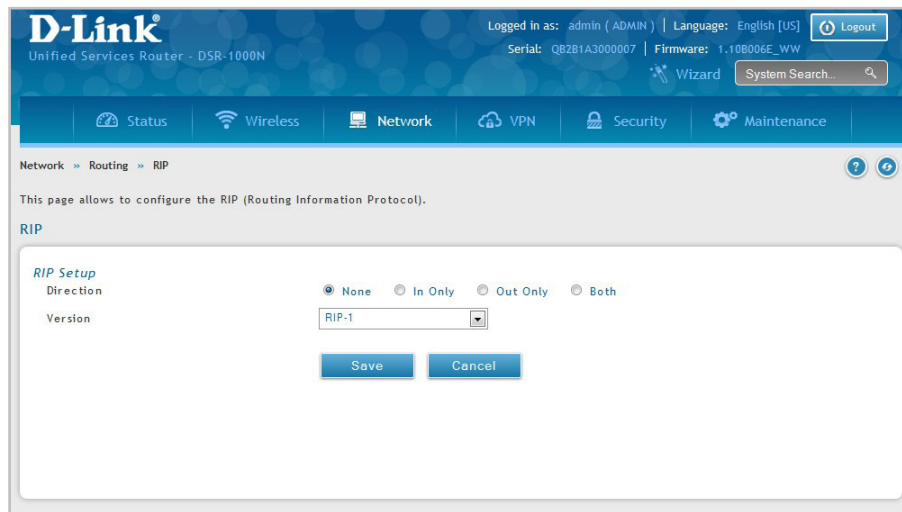 D-Link®
Unified Services Router - DSR-1000N
Logged in as: admin ( ADMIN ) | Language: English [US]
Logout
Serial: QB2B1A3000007 | Firmware: 1.10B006E_WW
Wizard
System Search...
Status
Wireless
Network
VPN
Security
Maintenance
Network » Routing » RIP
?
This page allows to configure the RIP (Routing Information Protocol).
RIP
RIP Setup
Direction None In Only Out Only Both
Version RIP-1
Save Cancel